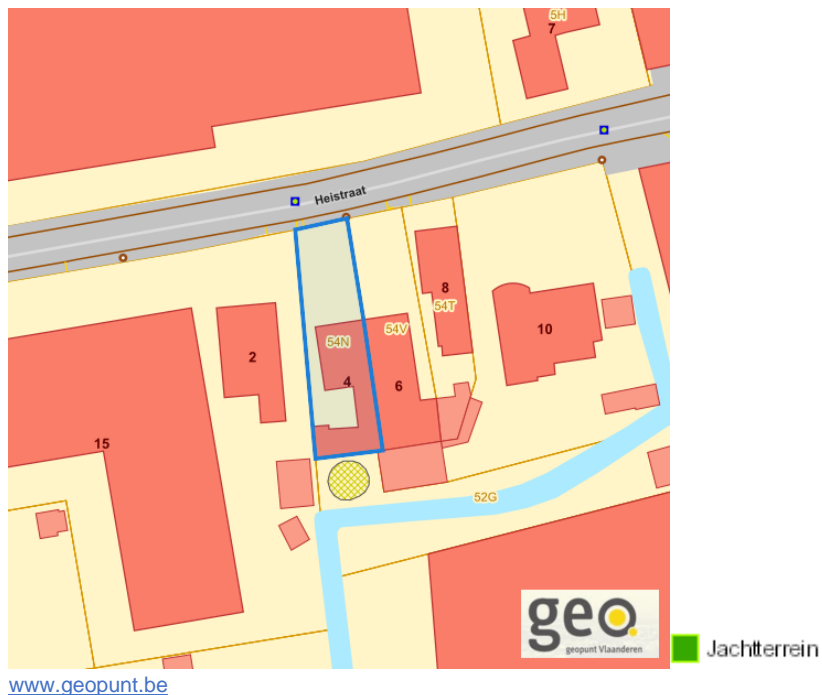 5H
7
Heistraat
8
54T
54N
54V
10
2
4
6
15
52G
geo.
geopunt Vlaanderen
Jachtterrein
www.geopunt.be